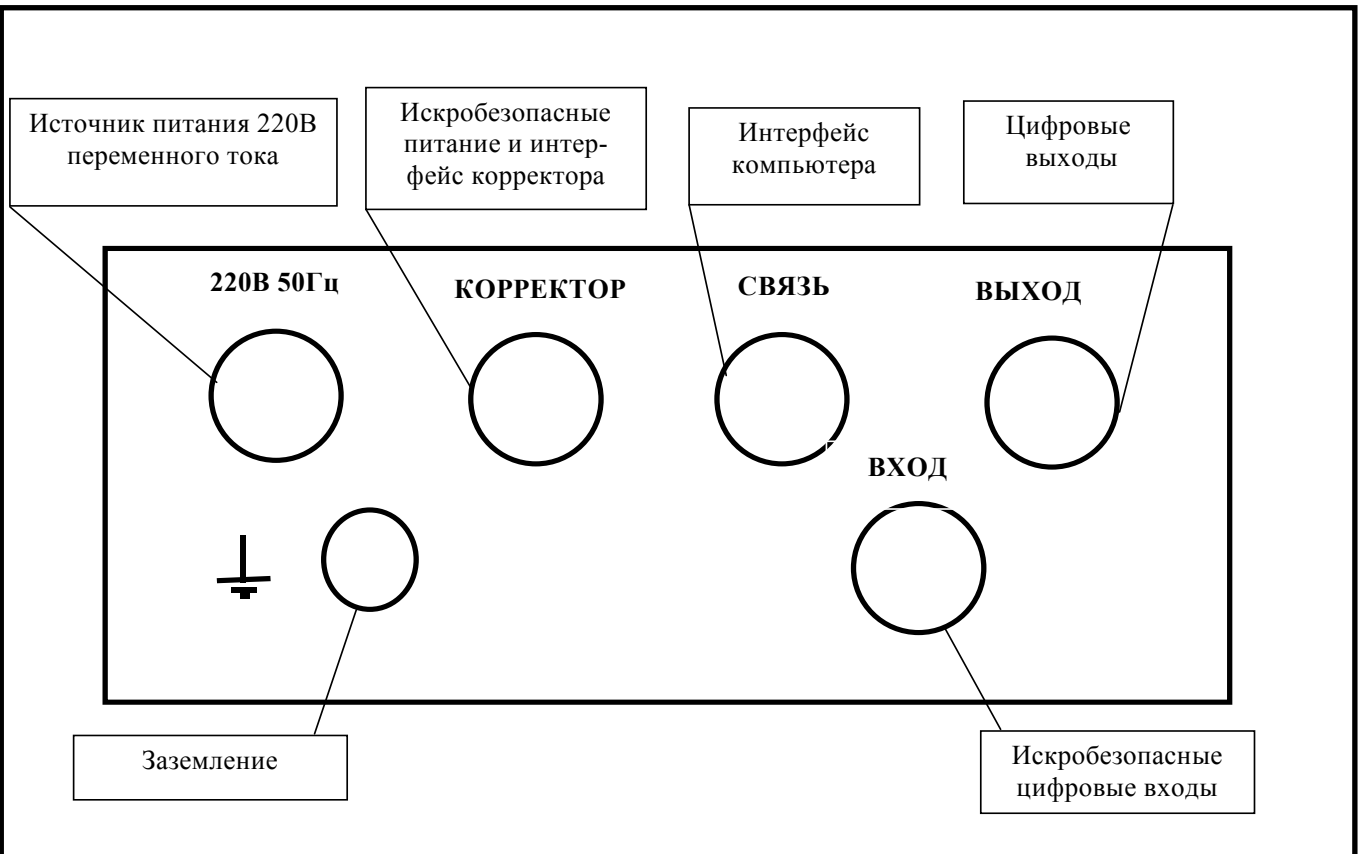 Источник питания 220В
переменного тока
Искробезопасные
питание и интер-
фейс корректора
Интерфейс
компьютера
Цифровые
выходы
220В 50Гц
КОРРЕКТОР
СВЯЗЬ
ВЫХОД
ВХОД
Заземление
Искробезопасные
цифровые входы